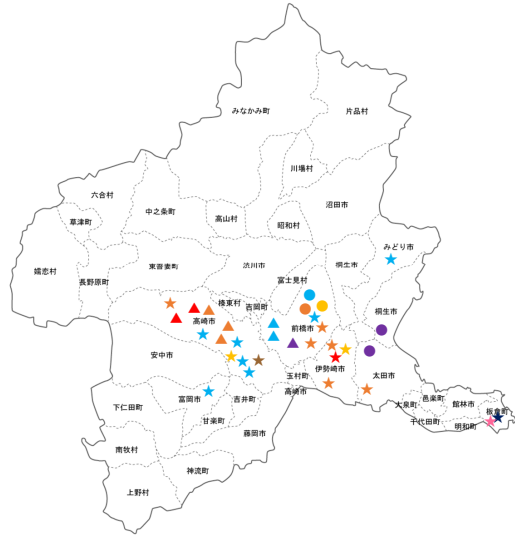 みなかみ町
片品村
川場村
六合村
中之条町
高山村
昭和村
沼田市
草津町
みどり市
嬬恋村
長野原町
東吾妻町
渋川市
桐生市
富士見村
榛東村
吉岡町
桐生市
高崎市
前橋市
安中市
伊勢崎市
太田市
玉村町
高崎市
富岡市
吉井町
下仁田町
甘楽町
大泉町
邑楽町
館林市
板倉町
千代田町
明和町
藤岡市
南牧村
神流町
上野村